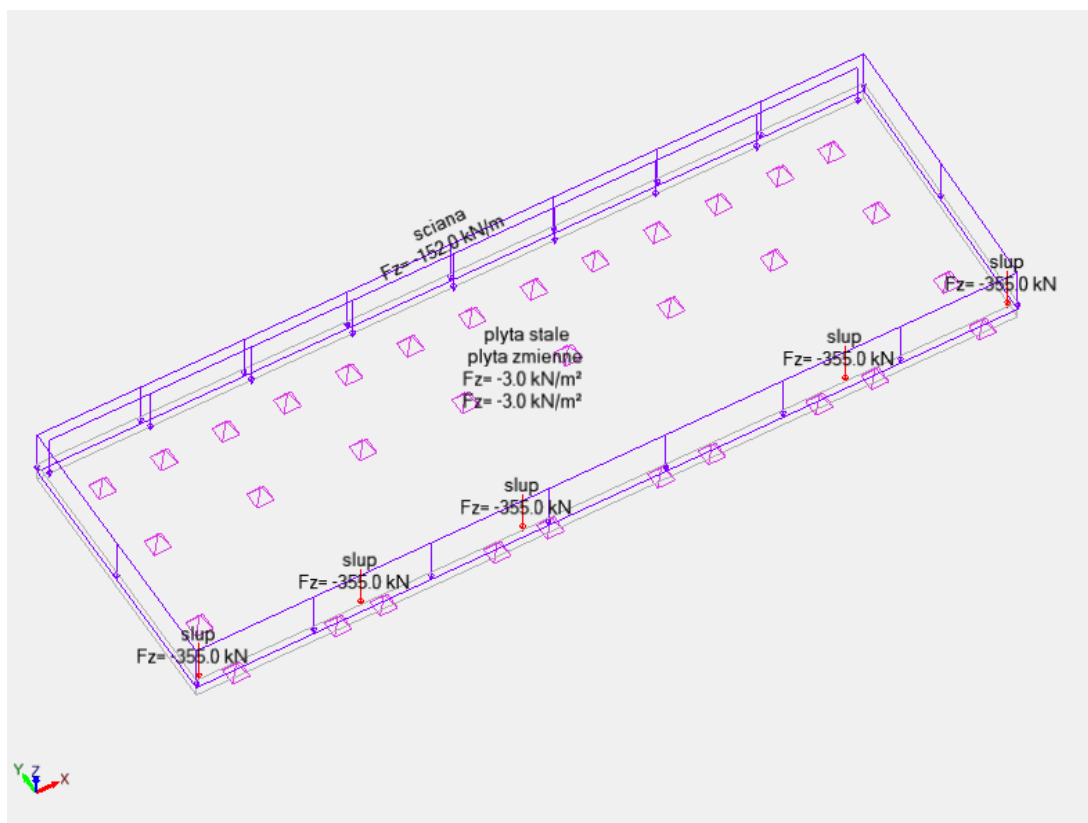 sciana
Fz= -152.0 kN/m
slup
Fz= -355.0 kN
plyta stale
plyta zmienne
Fz= -3.0 kN/m²
Fz= -3.0 kN/m²
slup
Fz= -355.0 kN
slup
Fz= -355.0 kN
slup
Fz= -355.0 kN
slup
Fz= -355.0 kN
Y Z X